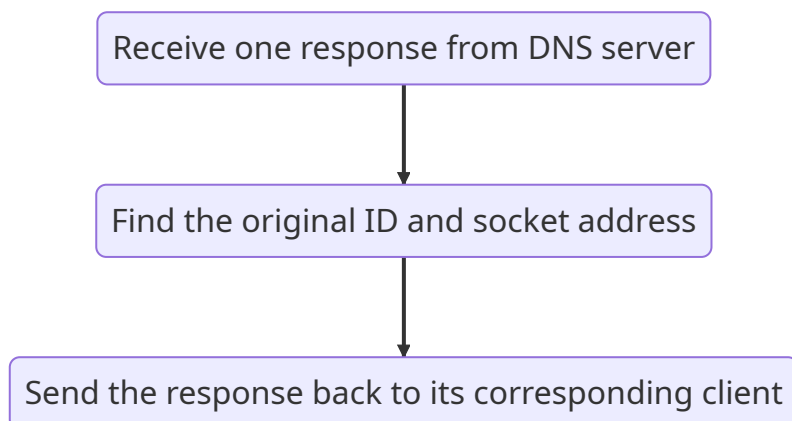 Receive one response from DNS server
Find the original ID and socket address
Send the response back to its corresponding client